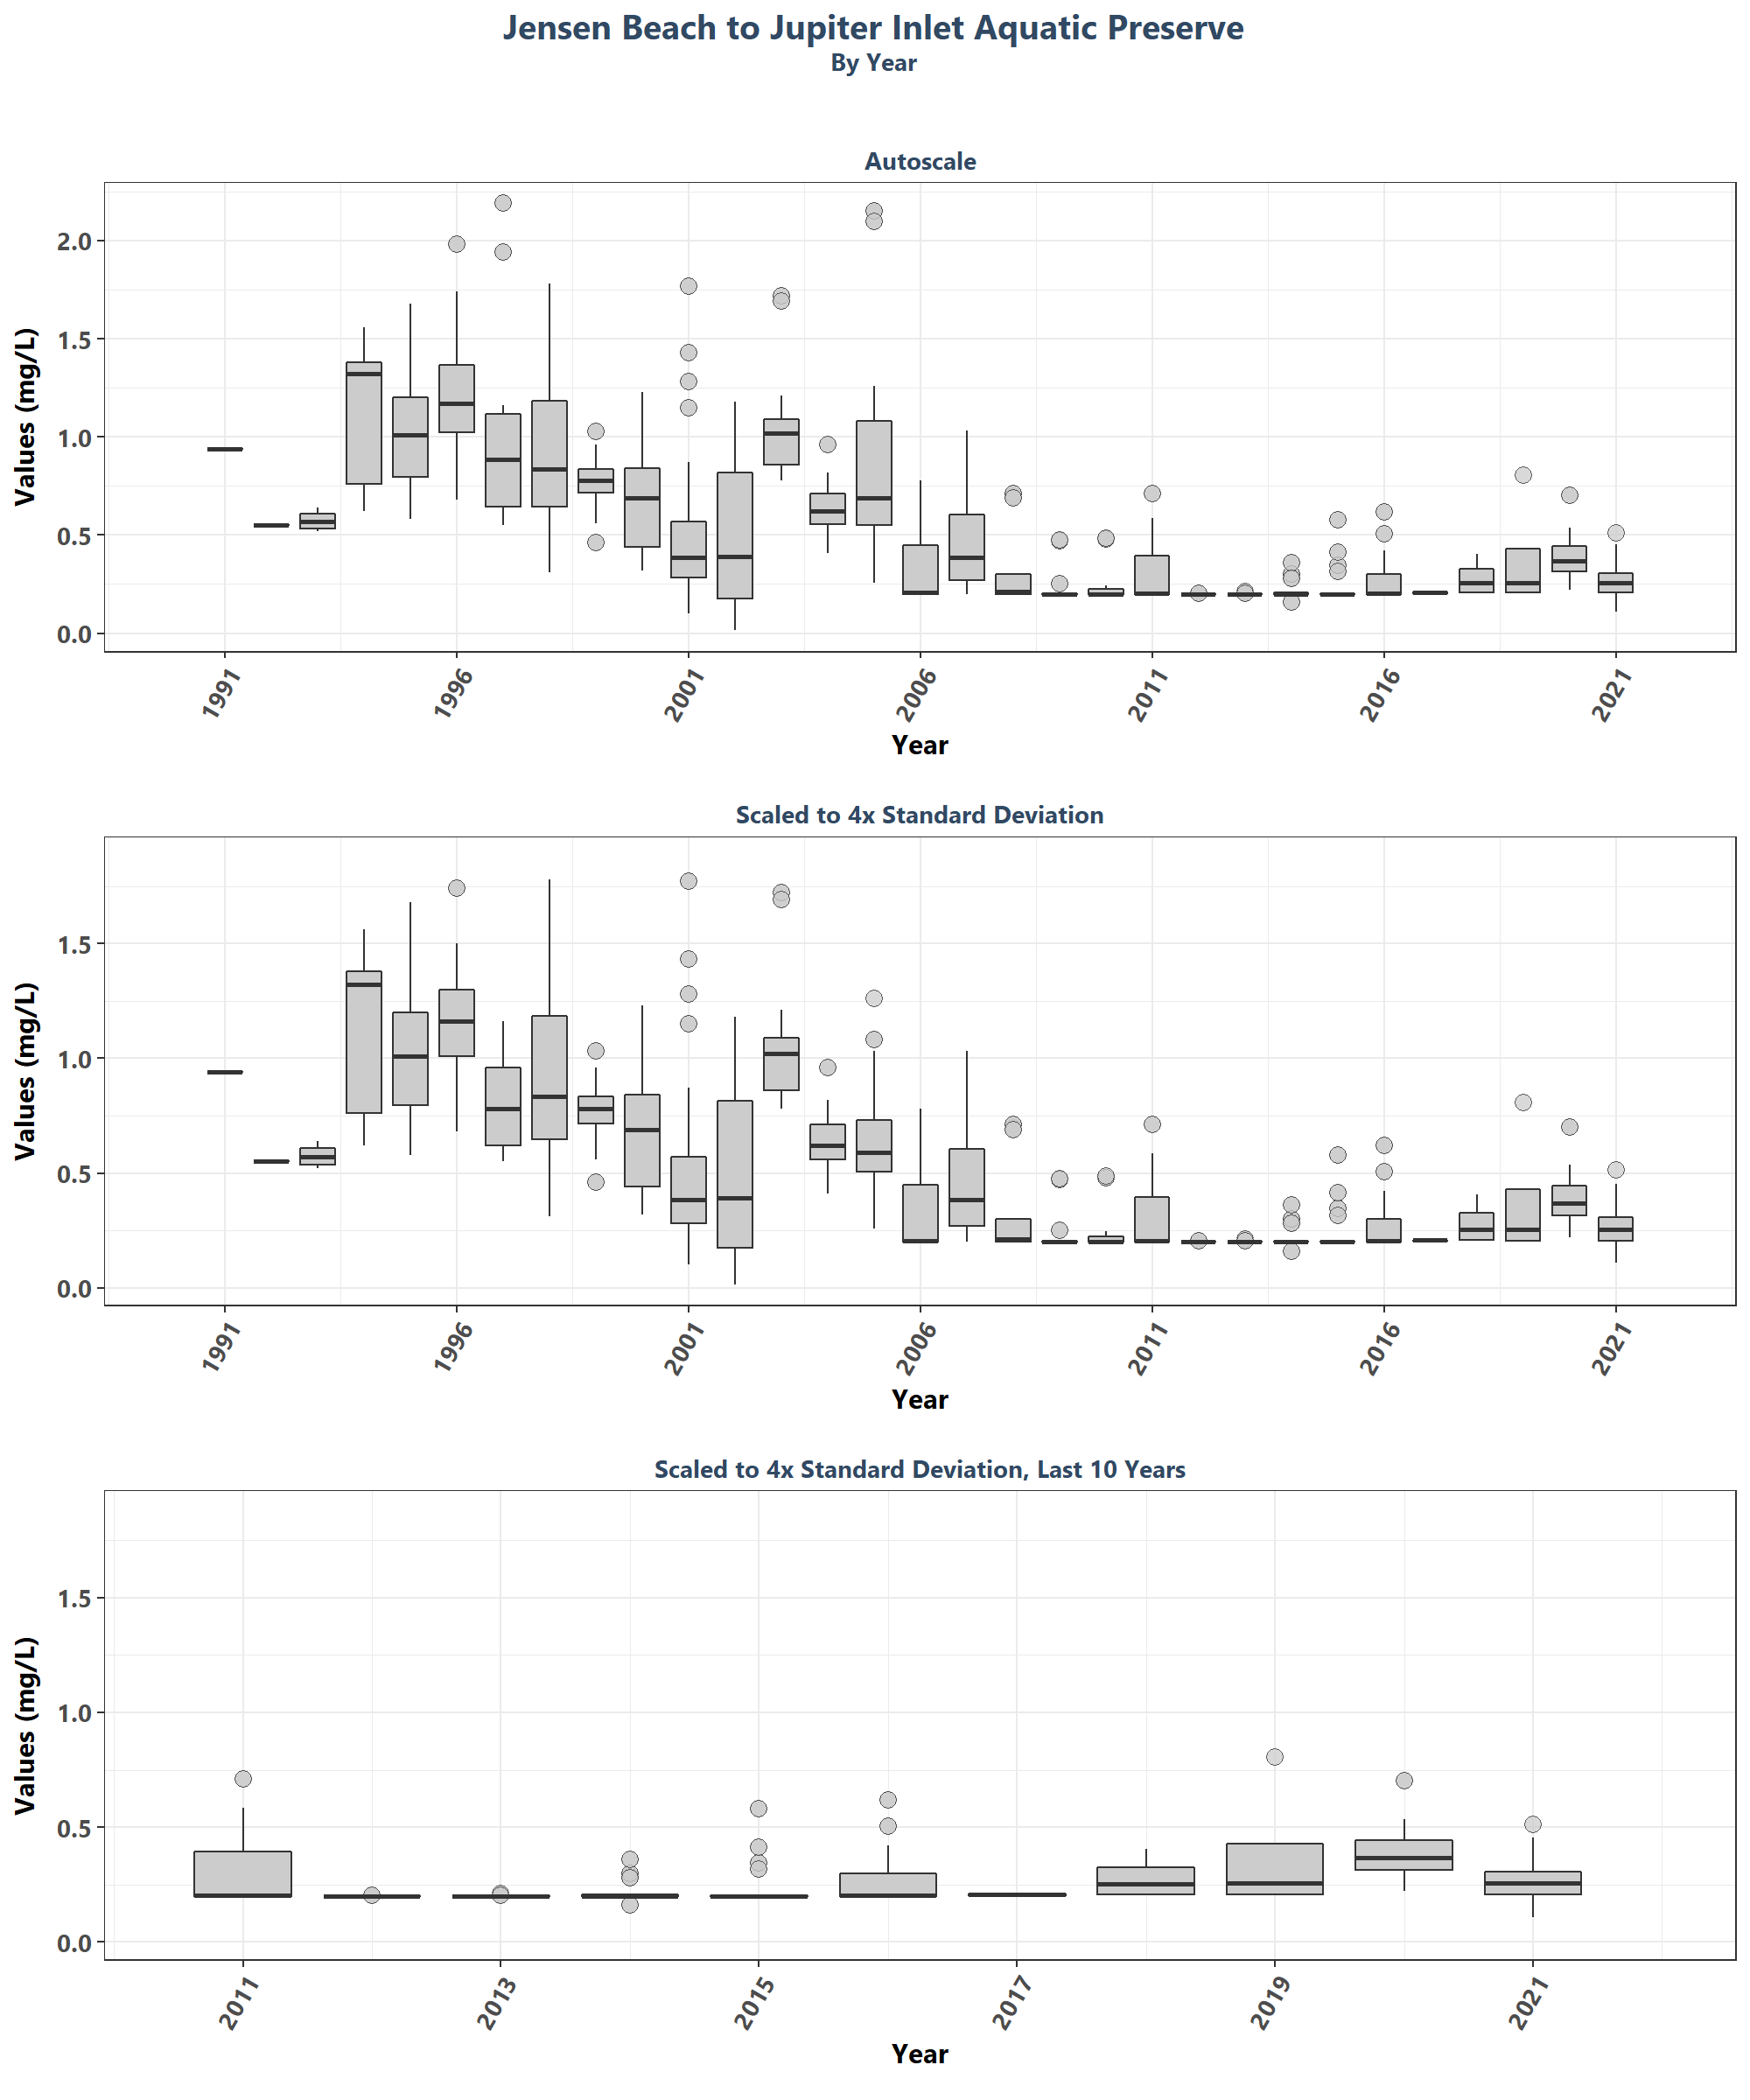 Jensen Beach to Jupiter Inlet Aquatic Preserve
By Year
Autoscale
Values (mg/L)
2.0
1.5
1.0
0.5
0.0
1991 1996 2001 2006 2011 2016 2021
Year
Scaled to 4x Standard Deviation
Values (mg/L)
1.5
1.0
0.5
0.0
1991 1996 2001 2006 2011 2016 2021
Year
Scaled to 4x Standard Deviation, Last 10 Years
Values (mg/L)
1.5
1.0
0.5
0.0
2011 2013 2015 2017 2019 2021
Year